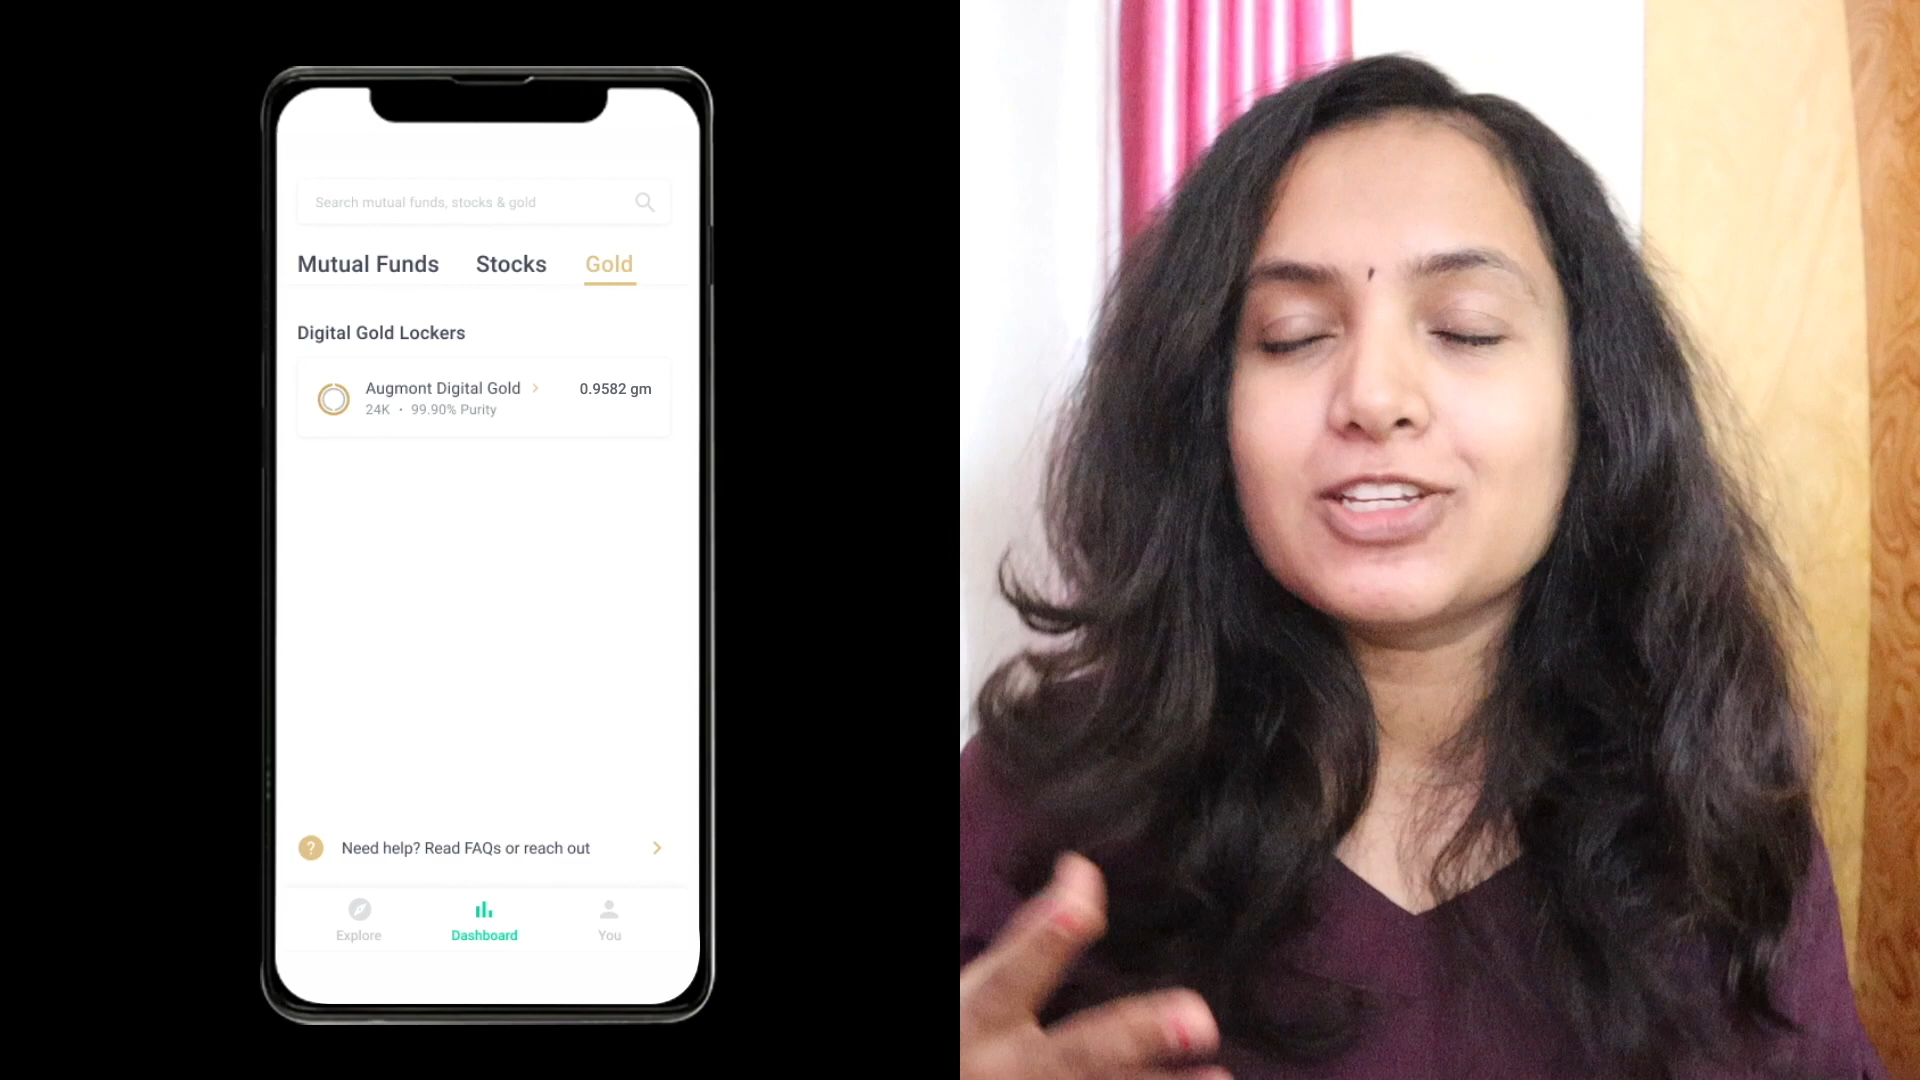 Search mutual funds, stocks & gold
Mutual Funds Stocks Gold
Digital Gold Lockers
Augmont Digital Gold 0.9582 gm
24K • 99.90% Purity
? Need help? Read FAQs or reach out
Explore Dashboard You